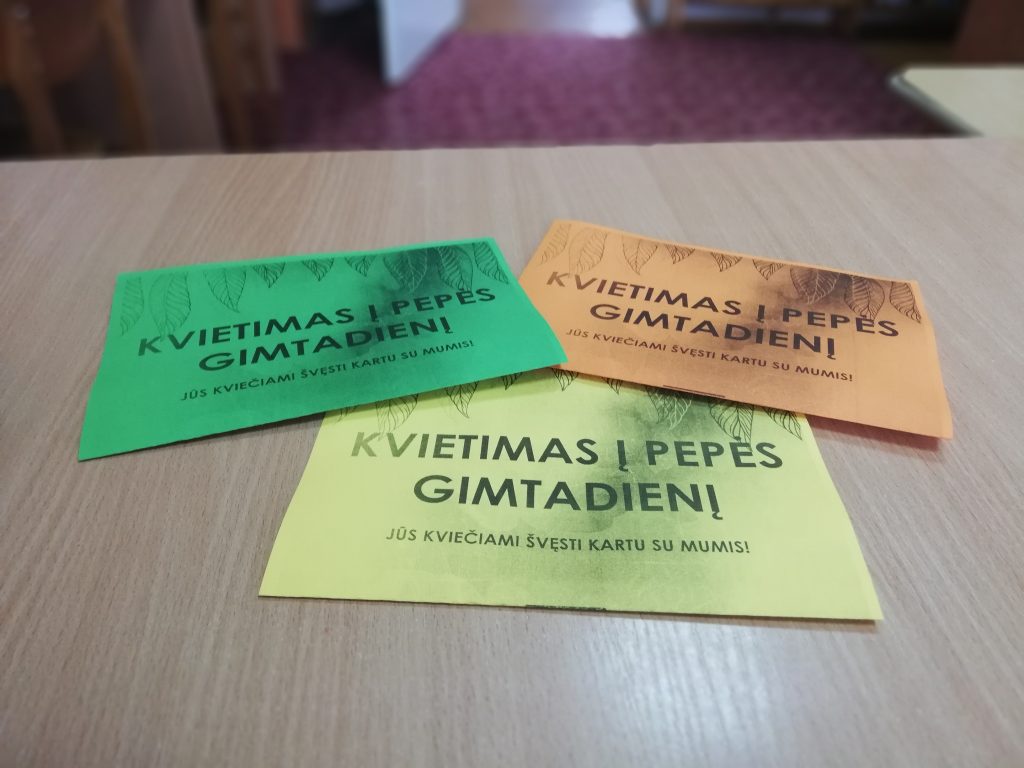 KVIETIMAS Į PEPĖS
GIMTADIENĮ
JŪS KVIEČIAMI ŠVĘSTI KARTU SU MUMIS!
KVIETIMAS Į PEPĖS
GIMTADIENĮ
JŪS KVIEČIAMI ŠVĘSTI KARTU SU MUMIS!
KVIETIMAS Į PEPĖS
GIMTADIENĮ
JŪS KVIEČIAMI ŠVĘSTI KARTU SU MUMIS!